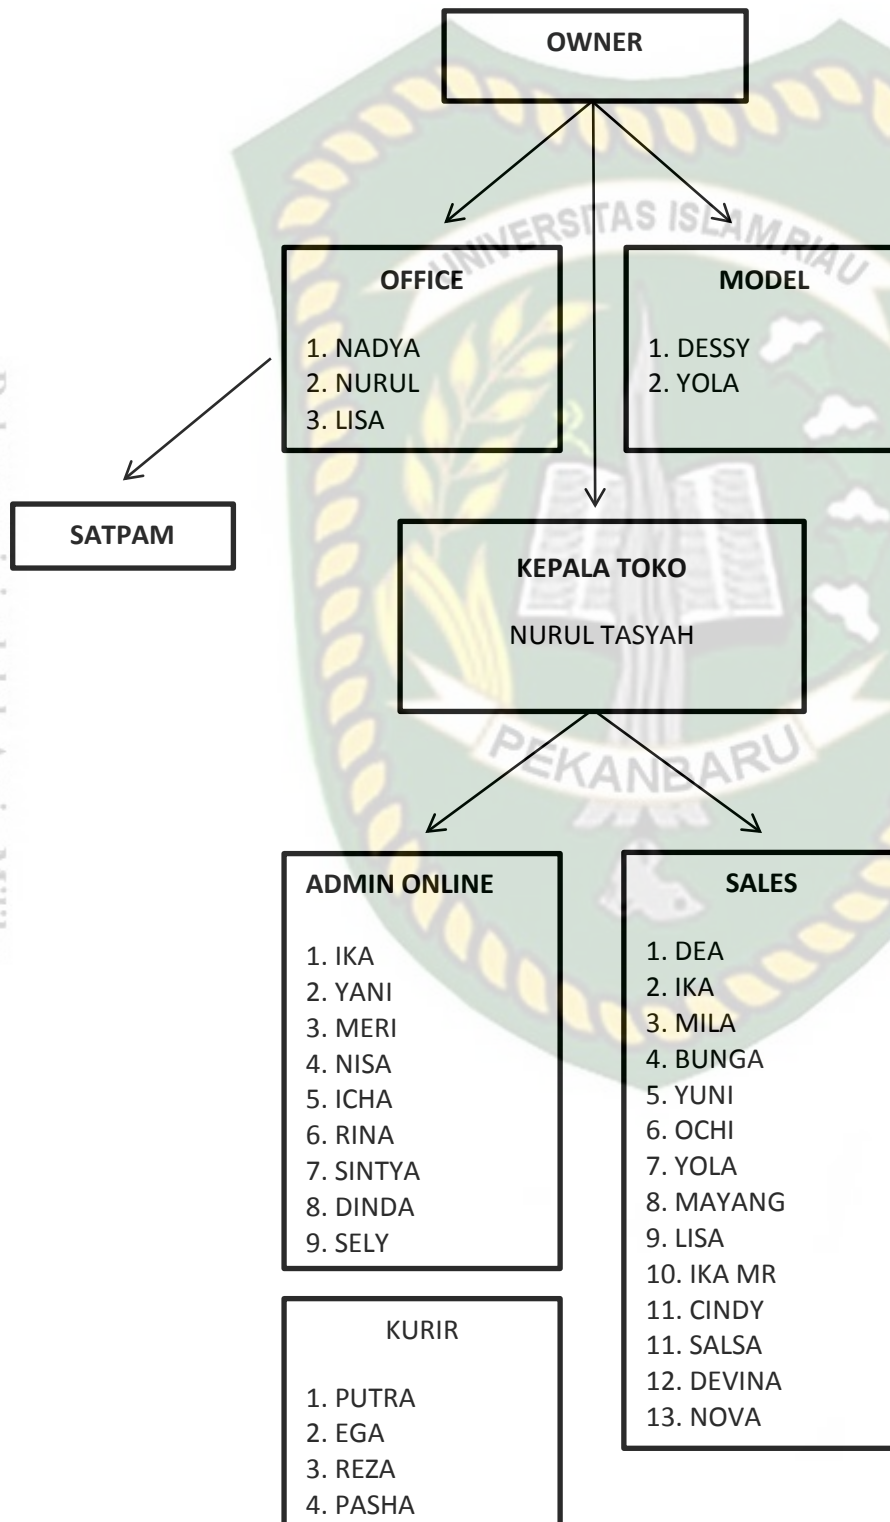 OWNER
UNIVERSITAS ISLAM RIAU
OFFICE
1. NADYA
2. NURUL
3. LISA
MODEL
1. DESSY
2. YOLA
SATPAM
KEPALA TOKO
NURUL TASYAH
PEKANBARU
ADMIN ONLINE
1. IKA
2. YANI
3. MERI
4. NISA
5. ICHA
6. RINA
7. SINTYA
8. DINDA
9. SELY
SALES
1. DEA
2. IKA
3. MILA
4. BUNGA
5. YUNI
6. OCHI
7. YOLA
8. MAYANG
9. LISA
10. IKA MR
11. CINDY
11. SALSA
12. DEVINA
13. NOVA
KURIR
1. PUTRA
2. EGA
3. REZA
4. PASHA